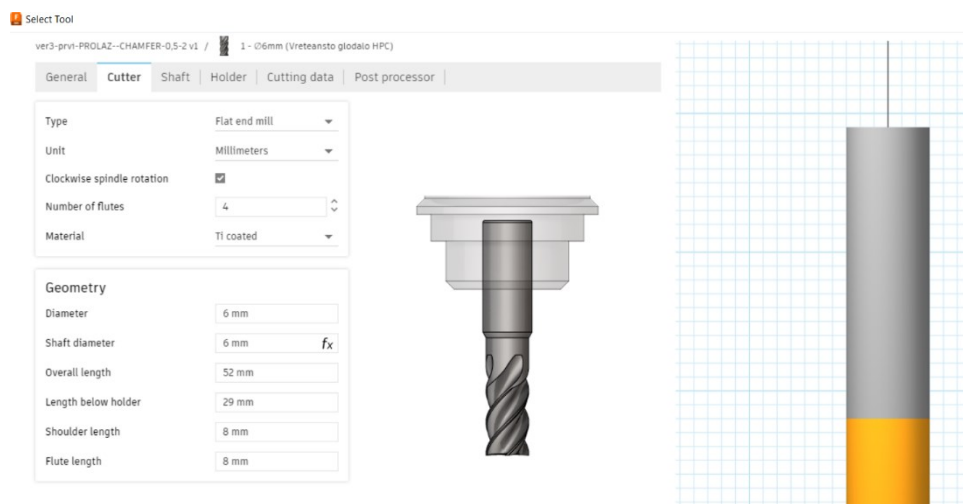 Select Tool
ver3-prvi-PROLAZ--CHAMFER-0,5-2 v1 / 1 - Ø6mm (Vreteansto glodalo HPC)
General Cutter Shaft Holder Cutting data Post processor
Type Flat end mill
Unit Millimeters
Clockwise spindle rotation
Number of flutes 4
Material Ti coated
Geometry
Diameter 6 mm
Shaft diameter 6 mm fx
Overall length 52 mm
Length below holder 29 mm
Shoulder length 8 mm
Flute length 8 mm